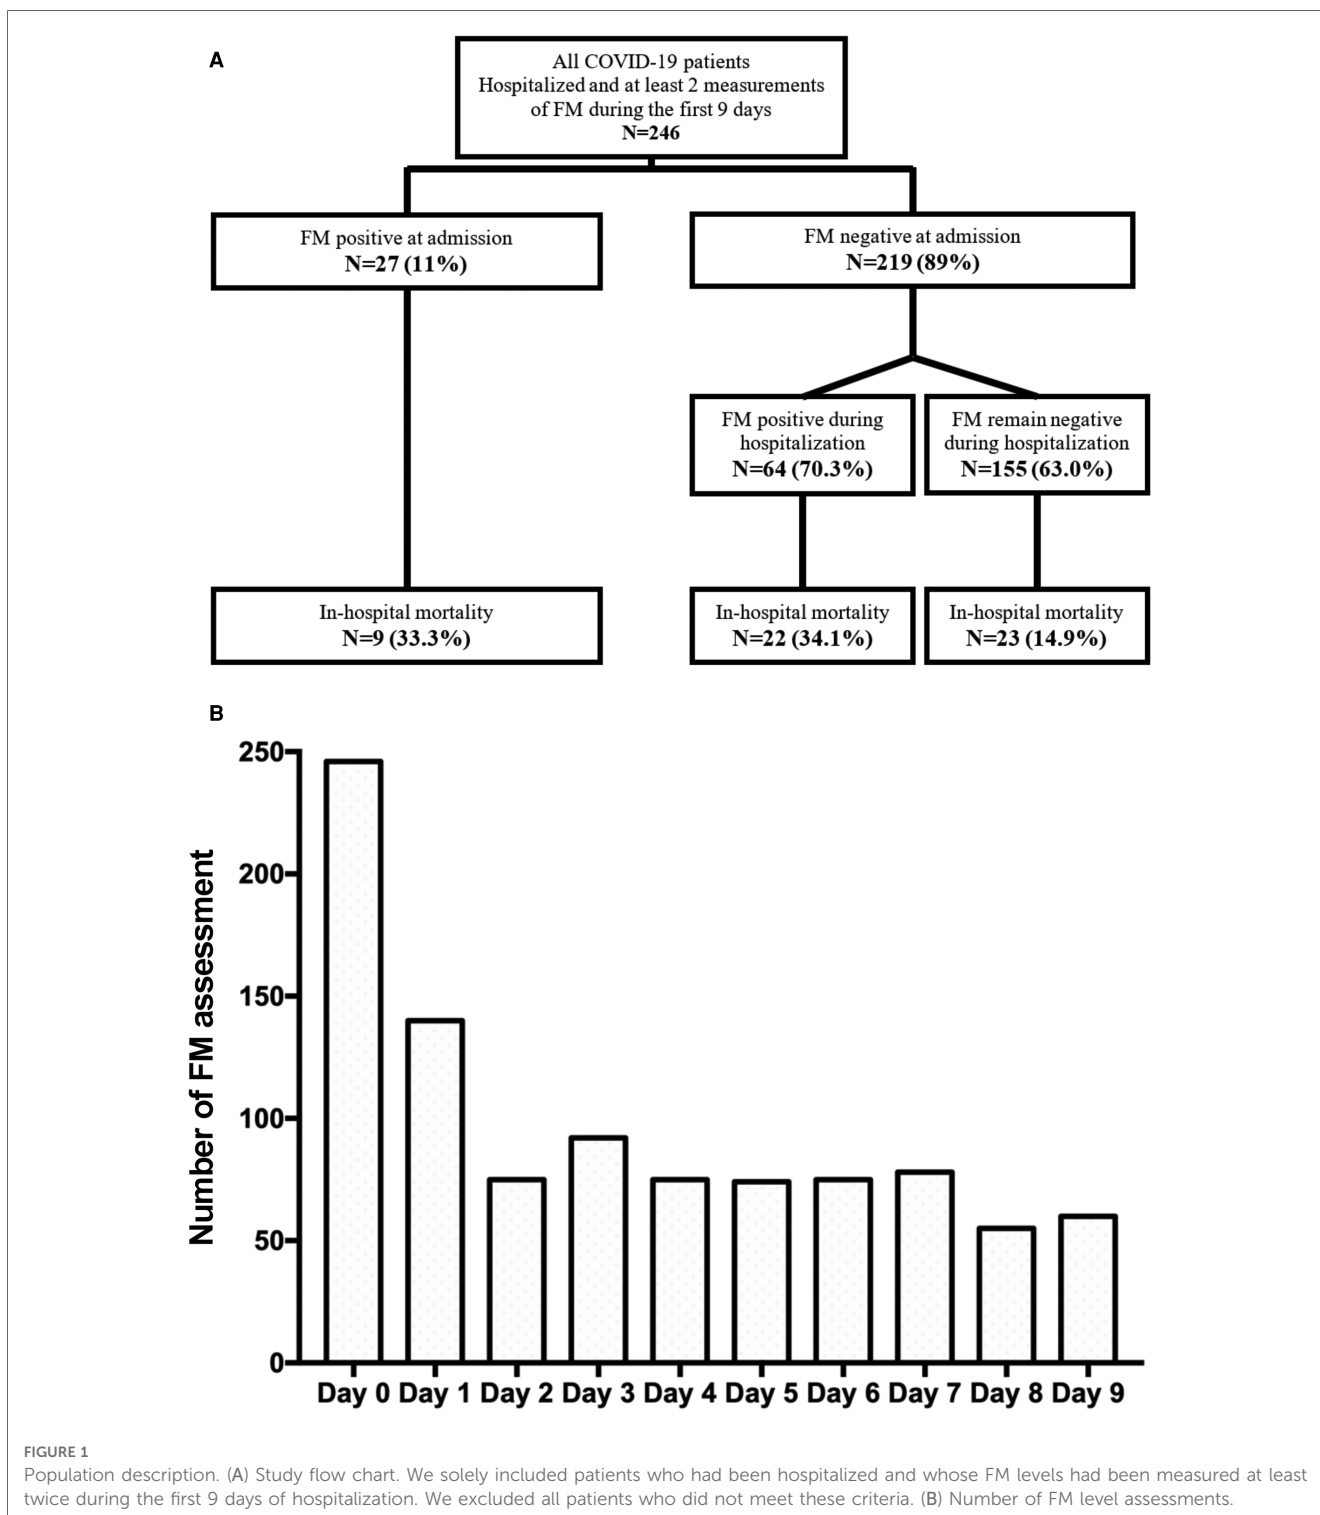 A
All COVID-19 patients
Hospitalized and at least 2 measurements
of FM during the first 9 days
N=246
FM positive at admission
N=27 (11%)
FM negative at admission
N=219 (89%)
FM positive during
hospitalization
N=64 (70.3%)
FM remain negative
during hospitalization
N=155 (63.0%)
In-hospital mortality
N=9 (33.3%)
In-hospital mortality
N=22 (34.1%)
In-hospital mortality
N=23 (14.9%)
B
Number of FM assessment
250
200
150
100
50
0
Day 0 Day 1 Day 2 Day 3 Day 4 Day 5 Day 6 Day 7 Day 8 Day 9
FIGURE 1
Population description. (A) Study flow chart. We solely included patients who had been hospitalized and whose FM levels had been measured at least
twice during the first 9 days of hospitalization. We excluded all patients who did not meet these criteria. (B) Number of FM level assessments.